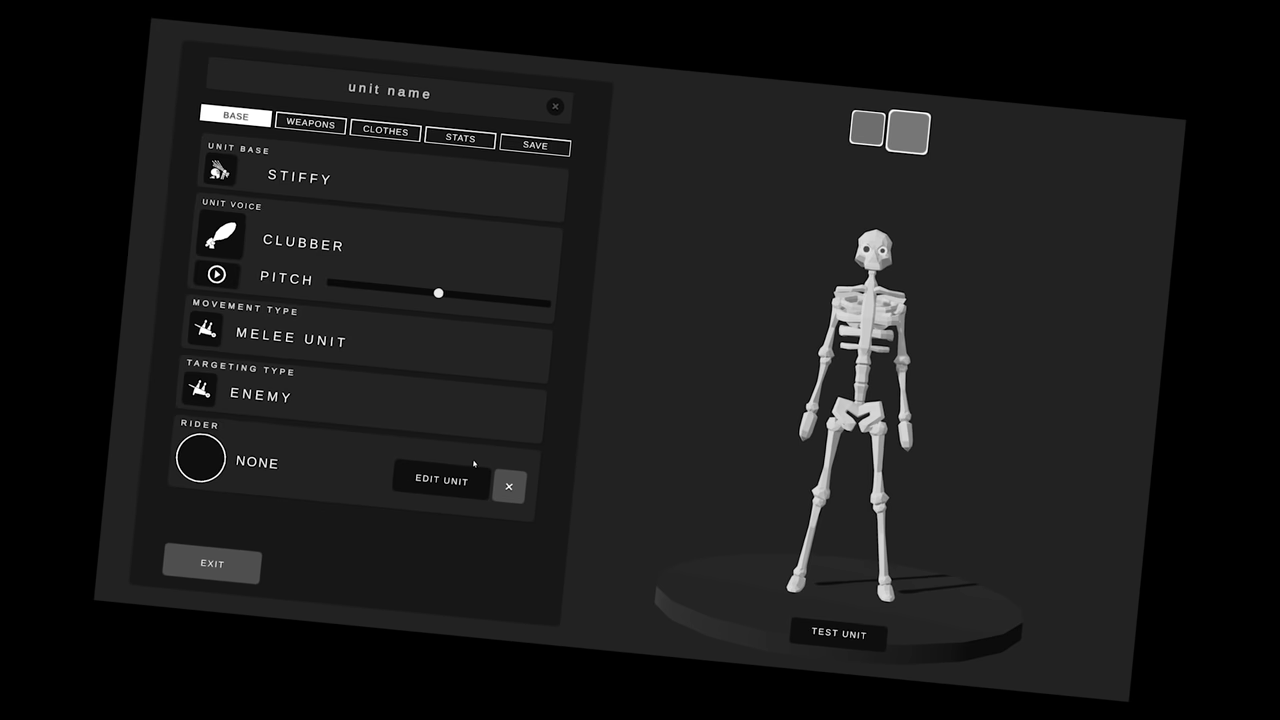 unit name
BASE
WEAPONS
CLOTHES
STATS
SAVE
UNIT BASE
STIFFY
UNIT VOICE
CLUBBER
PITCH
MOVEMENT TYPE
MELEE UNIT
TARGETING TYPE
ENEMY
RIDER
NONE
EDIT UNIT
EXIT
TEST UNIT